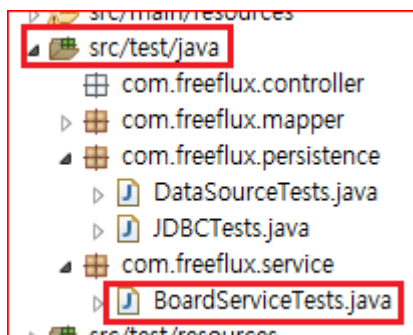 src/main/resources
src/test/java
com.freeflux.controller
com.freeflux.mapper
com.freeflux.persistence
DataSourceTests.java
JDBCTests.java
com.freeflux.service
BoardServiceTests.java
src/test/resources